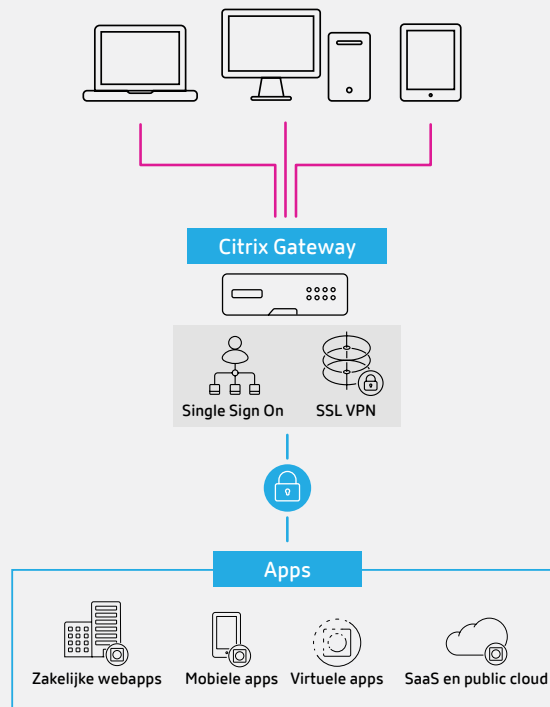 Citrix Gateway
Single Sign On
SSL VPN
Apps
Zakelijke webapps
Mobiele apps
Virtuele apps
SaaS en public cloud